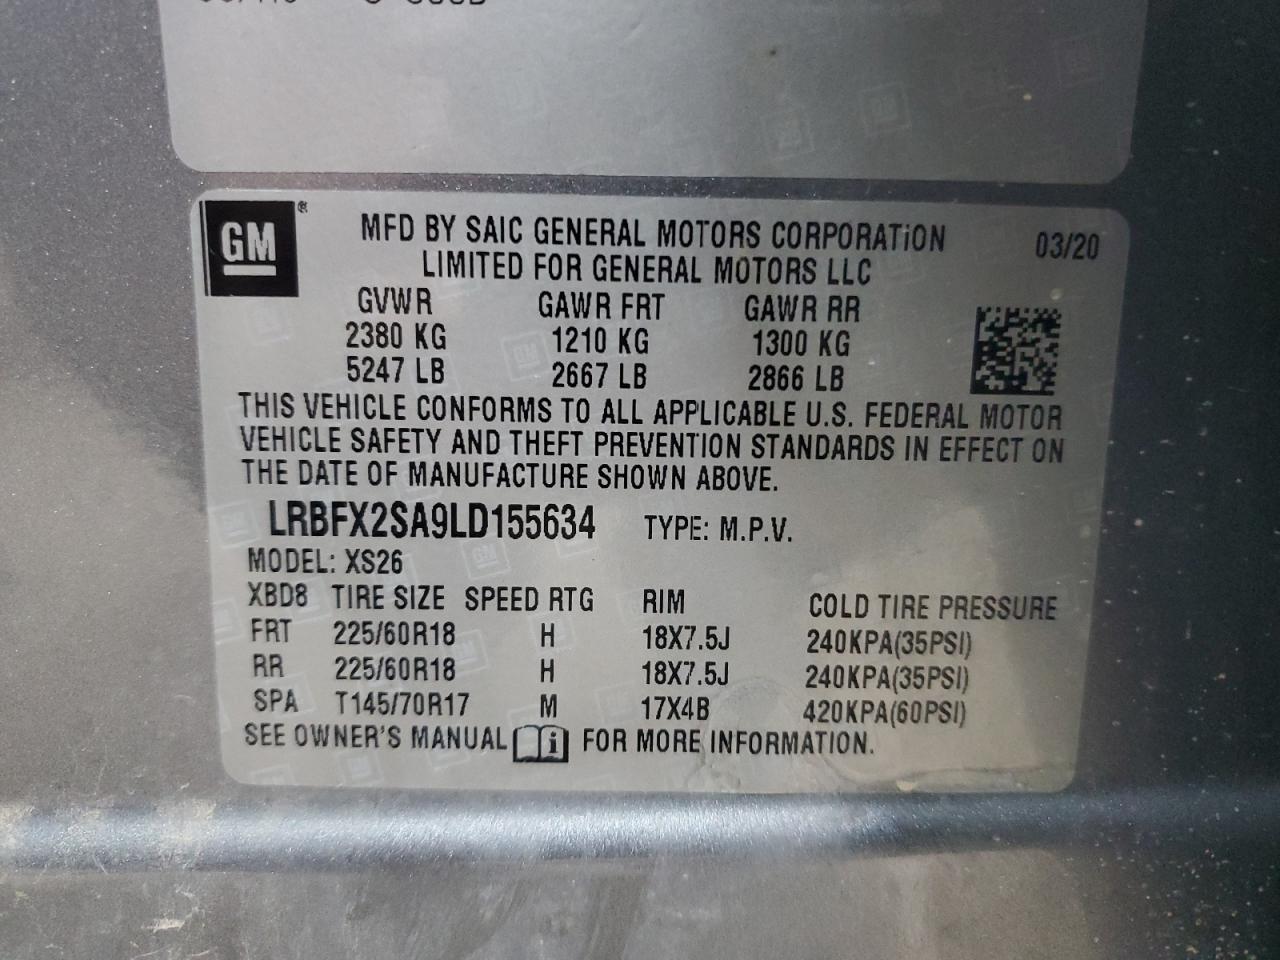 GM®
MFD BY SAIC GENERAL MOTORS CORPORATiON 03/20
LIMITED FOR GENERAL MOTORS LLC
GVWR GAWR FRT GAWR RR
2380 KG 1210 KG 1300 KG
5247 LB 2667 LB 2866 LB
THIS VEHICLE CONFORMS TO ALL APPLICABLE U.S. FEDERAL MOTOR
VEHICLE SAFETY AND THEFT PREVENTION STANDARDS IN EFFECT ON
THE DATE OF MANUFACTURE SHOWN ABOVE.
LRBFX2SA9LD155634 TYPE: M.P.V.
MODEL: XS26
XBD8 TIRE SIZE SPEED RTG RIM COLD TIRE PRESSURE
FRT 225/60R18 H 18X7.5J 240KPA(35PSI)
RR 225/60R18 H 18X7.5J 240KPA(35PSI)
SPA T145/70R17 M 17X4B 420KPA(60PSI)
SEE OWNER'S MANUAL i FOR MORE INFORMATION.